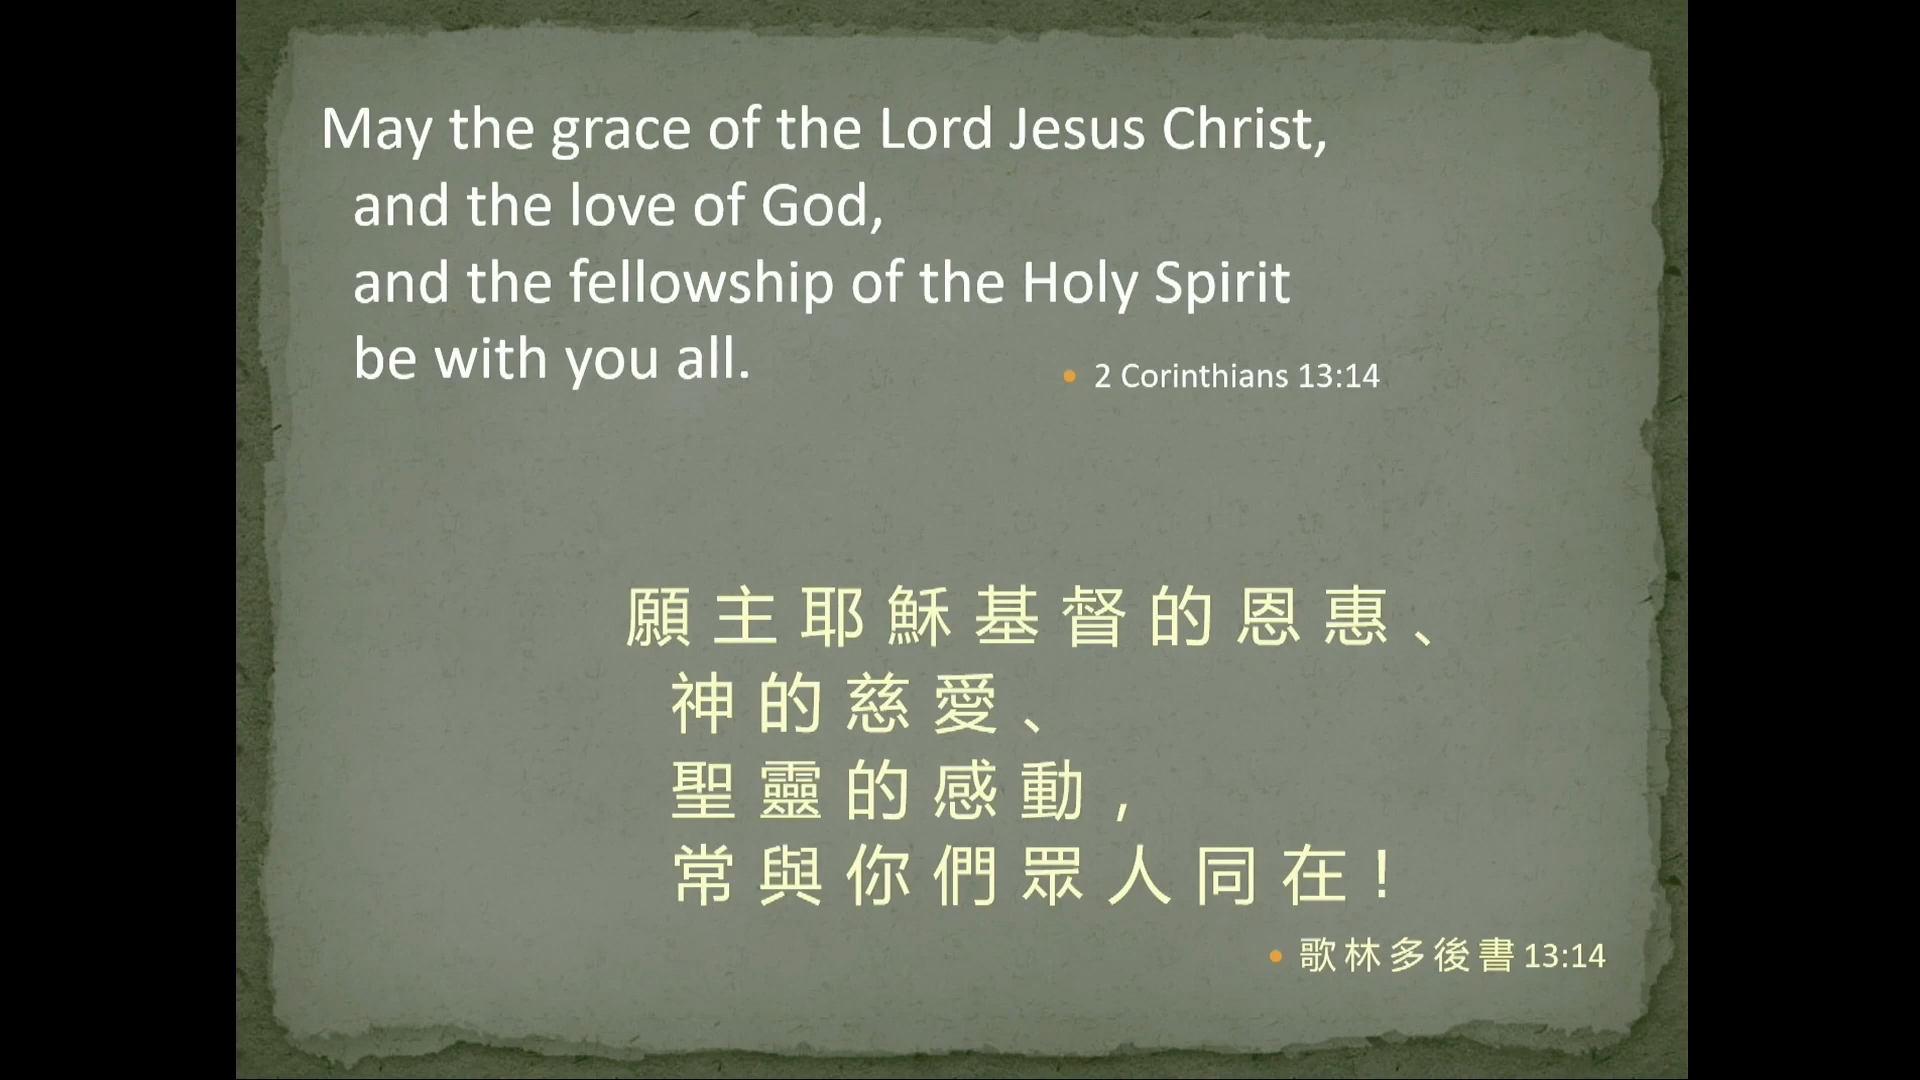 May the grace of the Lord Jesus Christ,
and the love of God,
and the fellowship of the Holy Spirit
be with you all.
• 2 Corinthians 13:14
願主耶穌基督的恩惠、
神的慈愛、
聖靈的感動,
常與你們眾人同在!
• 歌林多後書 13:14